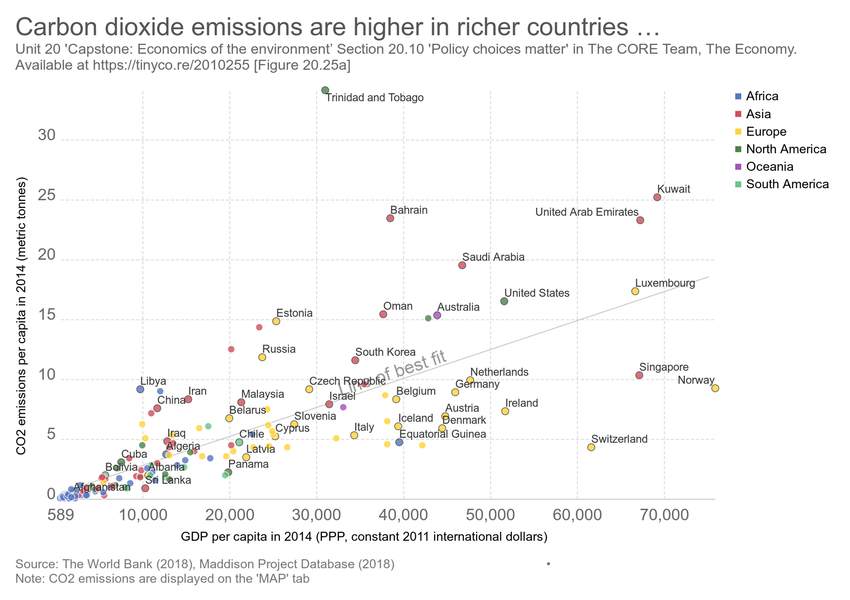 Carbon dioxide emissions are higher in richer countries …
Unit 20 'Capstone: Economics of the environment’ Section 20.10 'Policy choices matter' in The CORE Team, The Economy.
Available at https://tinyco.re/2010255 [Figure 20.25a]
Trinidad and Tobago
Africa
Asia
Europe
North America
Oceania
South America
CO2 emissions per capita in 2014 (metric tonnes)
30
25
20
15
10
5
0
Kuwait
Bahrain
United Arab Emirates
Saudi Arabia
Luxembourg
United States
Oman
Australia
Estonia
Russia
South Korea
Line of best fit
Libya
Czech Republic
Netherlands
Singapore
Norway
Germany
Iran
China
Malaysia
Israel
Belgium
Belarus
Slovenia
Austria
Ireland
Iceland
Denmark
Iraq
Chile
Cyprus
Italy
Equatorial Guinea
Switzerland
Algeria
Latvia
Cuba
Bolivia
Albania
Panama
Afghanistan
Sri Lanka
589
10,000
20,000
30,000
40,000
50,000
60,000
70,000
GDP per capita in 2014 (PPP, constant 2011 international dollars)
Source: The World Bank (2018), Maddison Project Database (2018)
Note: CO2 emissions are displayed on the 'MAP' tab